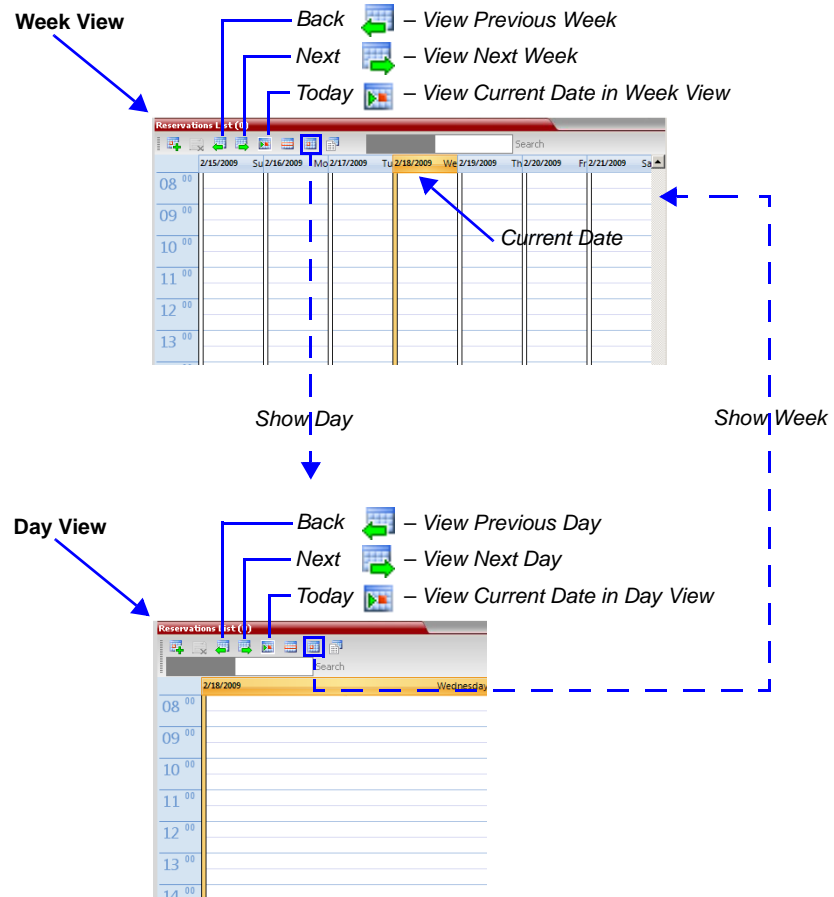 Week View
Back – View Previous Week
Next – View Next Week
Today – View Current Date in Week View
Reservations List (0)
Search
2/15/2009 Su 2/16/2009 Mo 2/17/2009 Tu 2/18/2009 We 2/19/2009 Th 2/20/2009 Fr 2/21/2009 Sa
08 00
09 00
Current Date
10 00
11 00
12 00
13 00
Show Day
Show Week
Day View
Back – View Previous Day
Next – View Next Day
Today – View Current Date in Day View
Reservations List
Search
2/18/2009 Wednesday
08 00
09 00
10 00
11 00
12 00
13 00
14 00